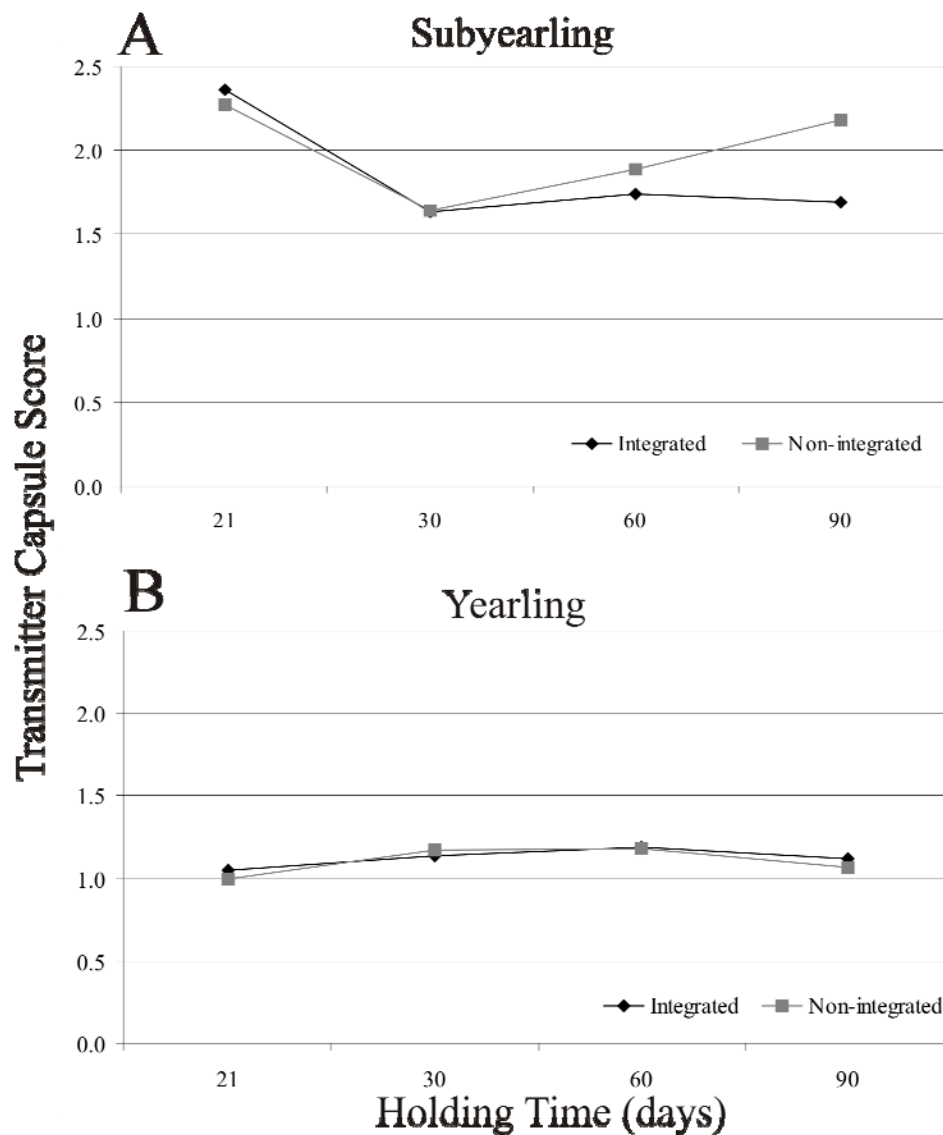 A
Subyearling
2.5
2.0
1.5
1.0
0.5
0.0
Integrated Non-integrated
21 30 60 90
Transmitter Capsule Score
B
Yearling
2.5
2.0
1.5
1.0
0.5
0.0
Integrated Non-integrated
21 30 60 90
Holding Time (days)